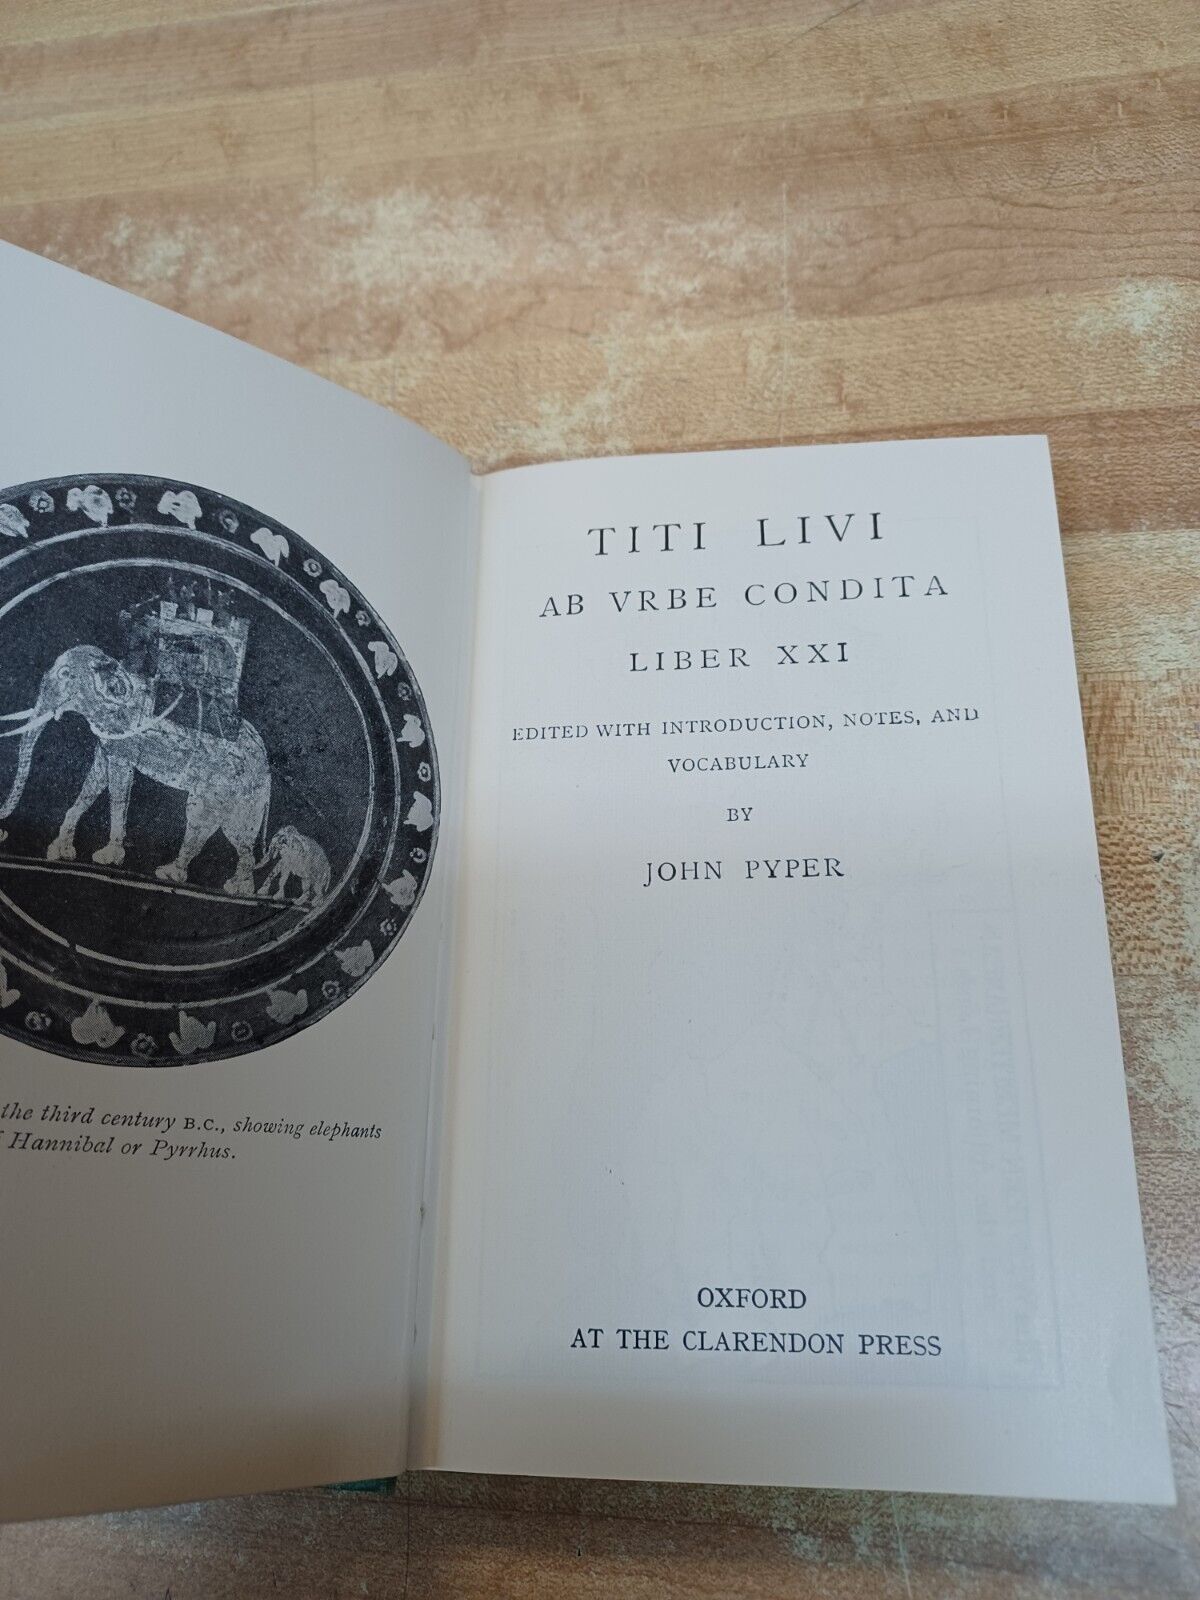 the third century B.C., showing elephants
Hannibal or Pyrrhus.
TITI LIVI
AB VRBE CONDITA
LIBER XXI
EDITED WITH INTRODUCTION, NOTES, AND
VOCABULARY
BY
JOHN PYPER
OXFORD
AT THE CLARENDON PRESS